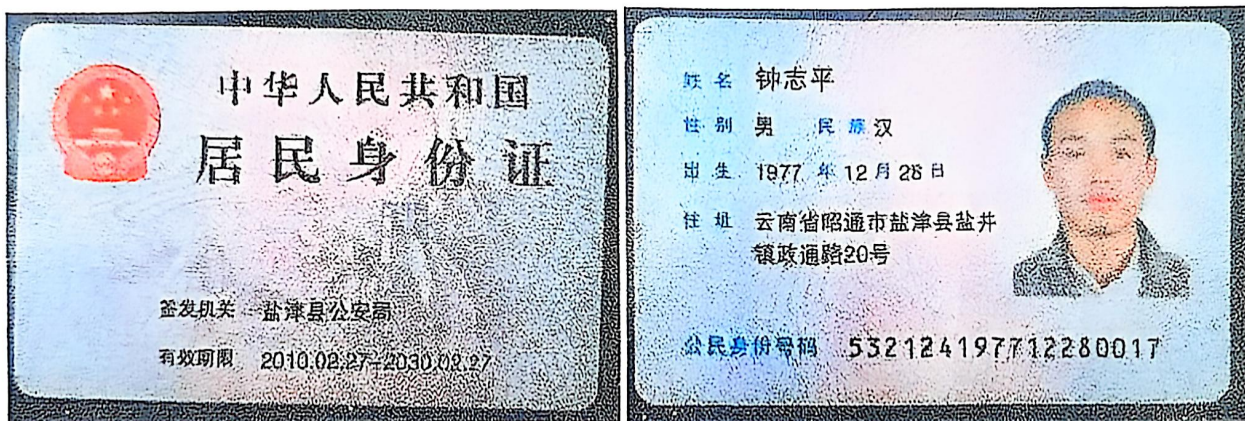 中华人民共和国
居民身份证
签发机关 盐津县公安局
有效期限 2010.02.27-2030.02.27
姓名 钟志平
性别 男 民族 汉
出生 1977 年 12 月 28 日
住址 云南省昭通市盐津县盐井
镇政通路20号
公民身份号码 532124197712280017